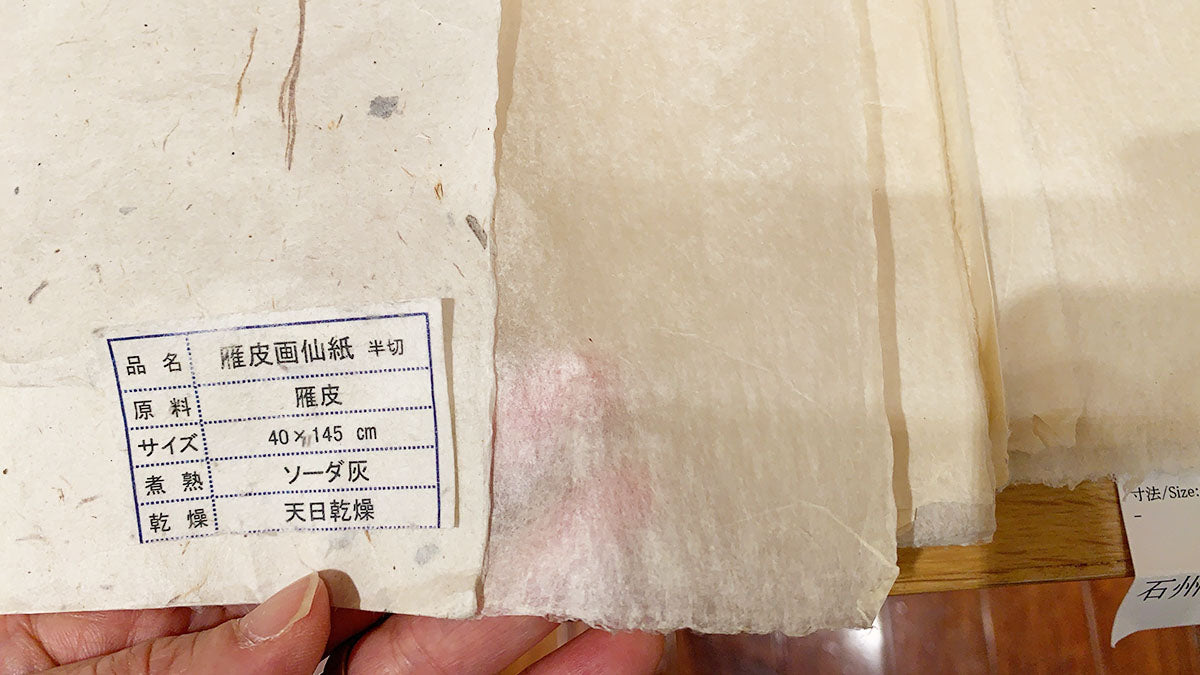 品名 雁皮画仙紙 半切
原料 雁皮
サイズ 40×145 cm
煮熟 ソーダ灰
乾燥 天日乾燥
寸法/Size:
-
石州